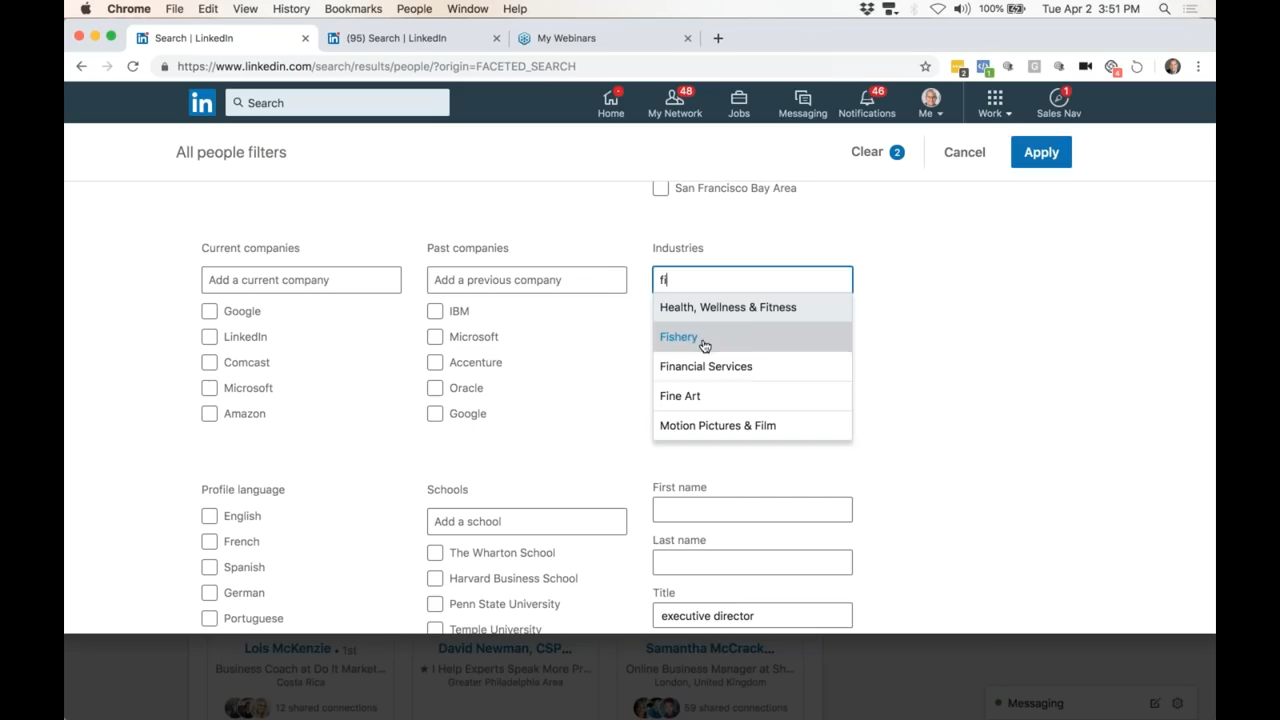 Chrome File Edit View History Bookmarks People Window Help 100% Tue Apr 2 3:51 PM
Search | LinkedIn (95) Search | LinkedIn My Webinars
https://www.linkedin.com/search/results/people/?origin=FACETED_SEARCH 2 1 4
in Search Home 48 My Network Jobs Messaging 46 Notifications Me Work 1 Sales Nav
All people filters Clear 2 Cancel Apply
San Francisco Bay Area
Current companies Past companies Industries
Add a current company Add a previous company fi
Google IBM Health, Wellness & Fitness
LinkedIn Microsoft Fishery
Comcast Accenture Financial Services
Microsoft Oracle Fine Art
Amazon Google Motion Pictures & Film
Profile language Schools First name
English Add a school
French The Wharton School Last name
Spanish Harvard Business School
German Penn State University Title
Portuguese Temple University executive director
Lois McKenzie • 1st David Newman, CSP... Samantha McCrack...
Business Coach at Do It Market... ★ I Help Experts Speak More Pr... Online Business Manager at Sh...
Costa Rica Greater Philadelphia Area London, United Kingdom
12 shared connections 59 shared connections Messaging